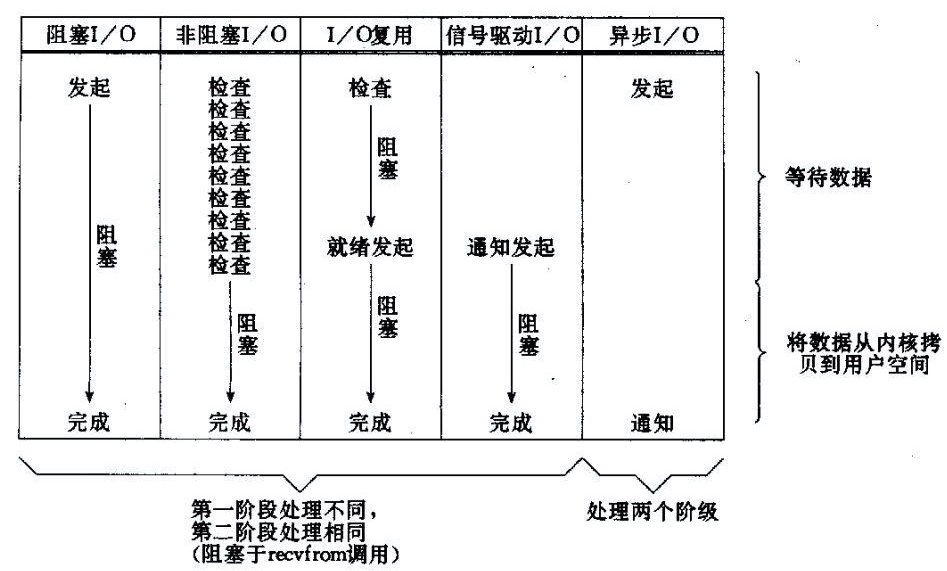 阻塞I/O 非阻塞I/O I/O复用 信号驱动I/O 异步I/O
发起 检查 检查 发起
检查
检查
检查
检查
检查
检查
检查
检查
阻塞
就绪发起 通知发起
阻塞
阻塞
阻塞
阻塞
完成 完成 完成 完成 通知
等待数据
将数据从内核拷
贝到用户空间
第一阶段处理不同,
第二阶段处理相同
(阻塞于recvfrom调用)
处理两个阶级